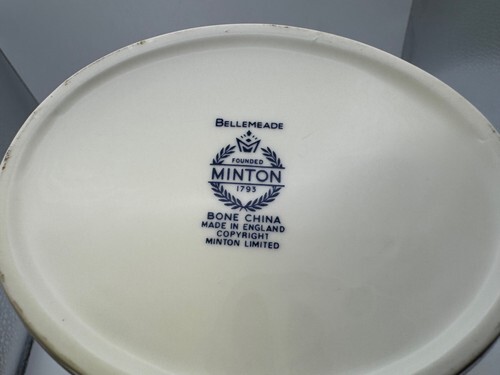 BELLEMEADE
FOUNDED
MINTON
1793
BONE CHINA
MADE IN ENGLAND
COPYRIGHT
MINTON LIMITED